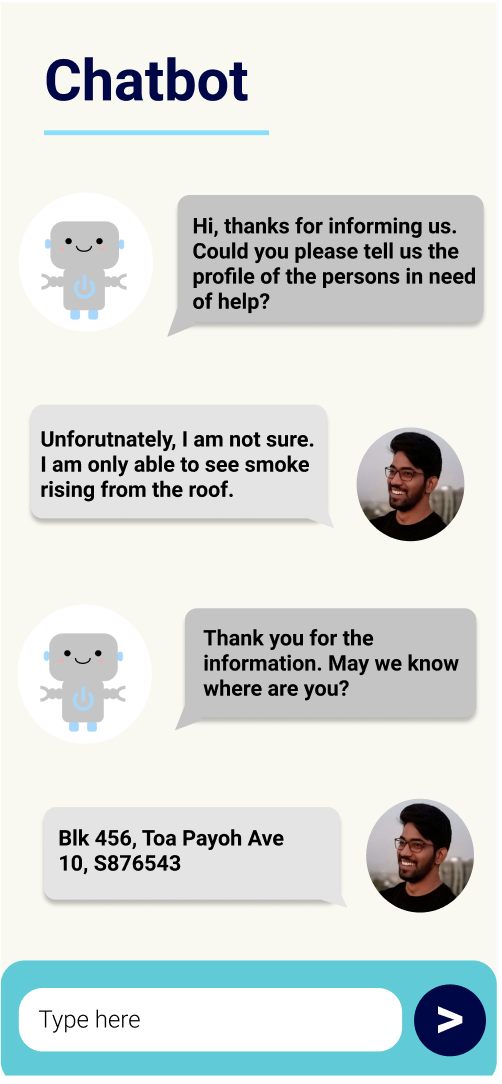 Chatbot
Hi, thanks for informing us.
Could you please tell us the
profile of the persons in need
of help?
Unforutnately, I am not sure.
I am only able to see smoke
rising from the roof.
Thank you for the
information. May we know
where are you?
Blk 456, Toa Payoh Ave
10, S876543
Type here
>